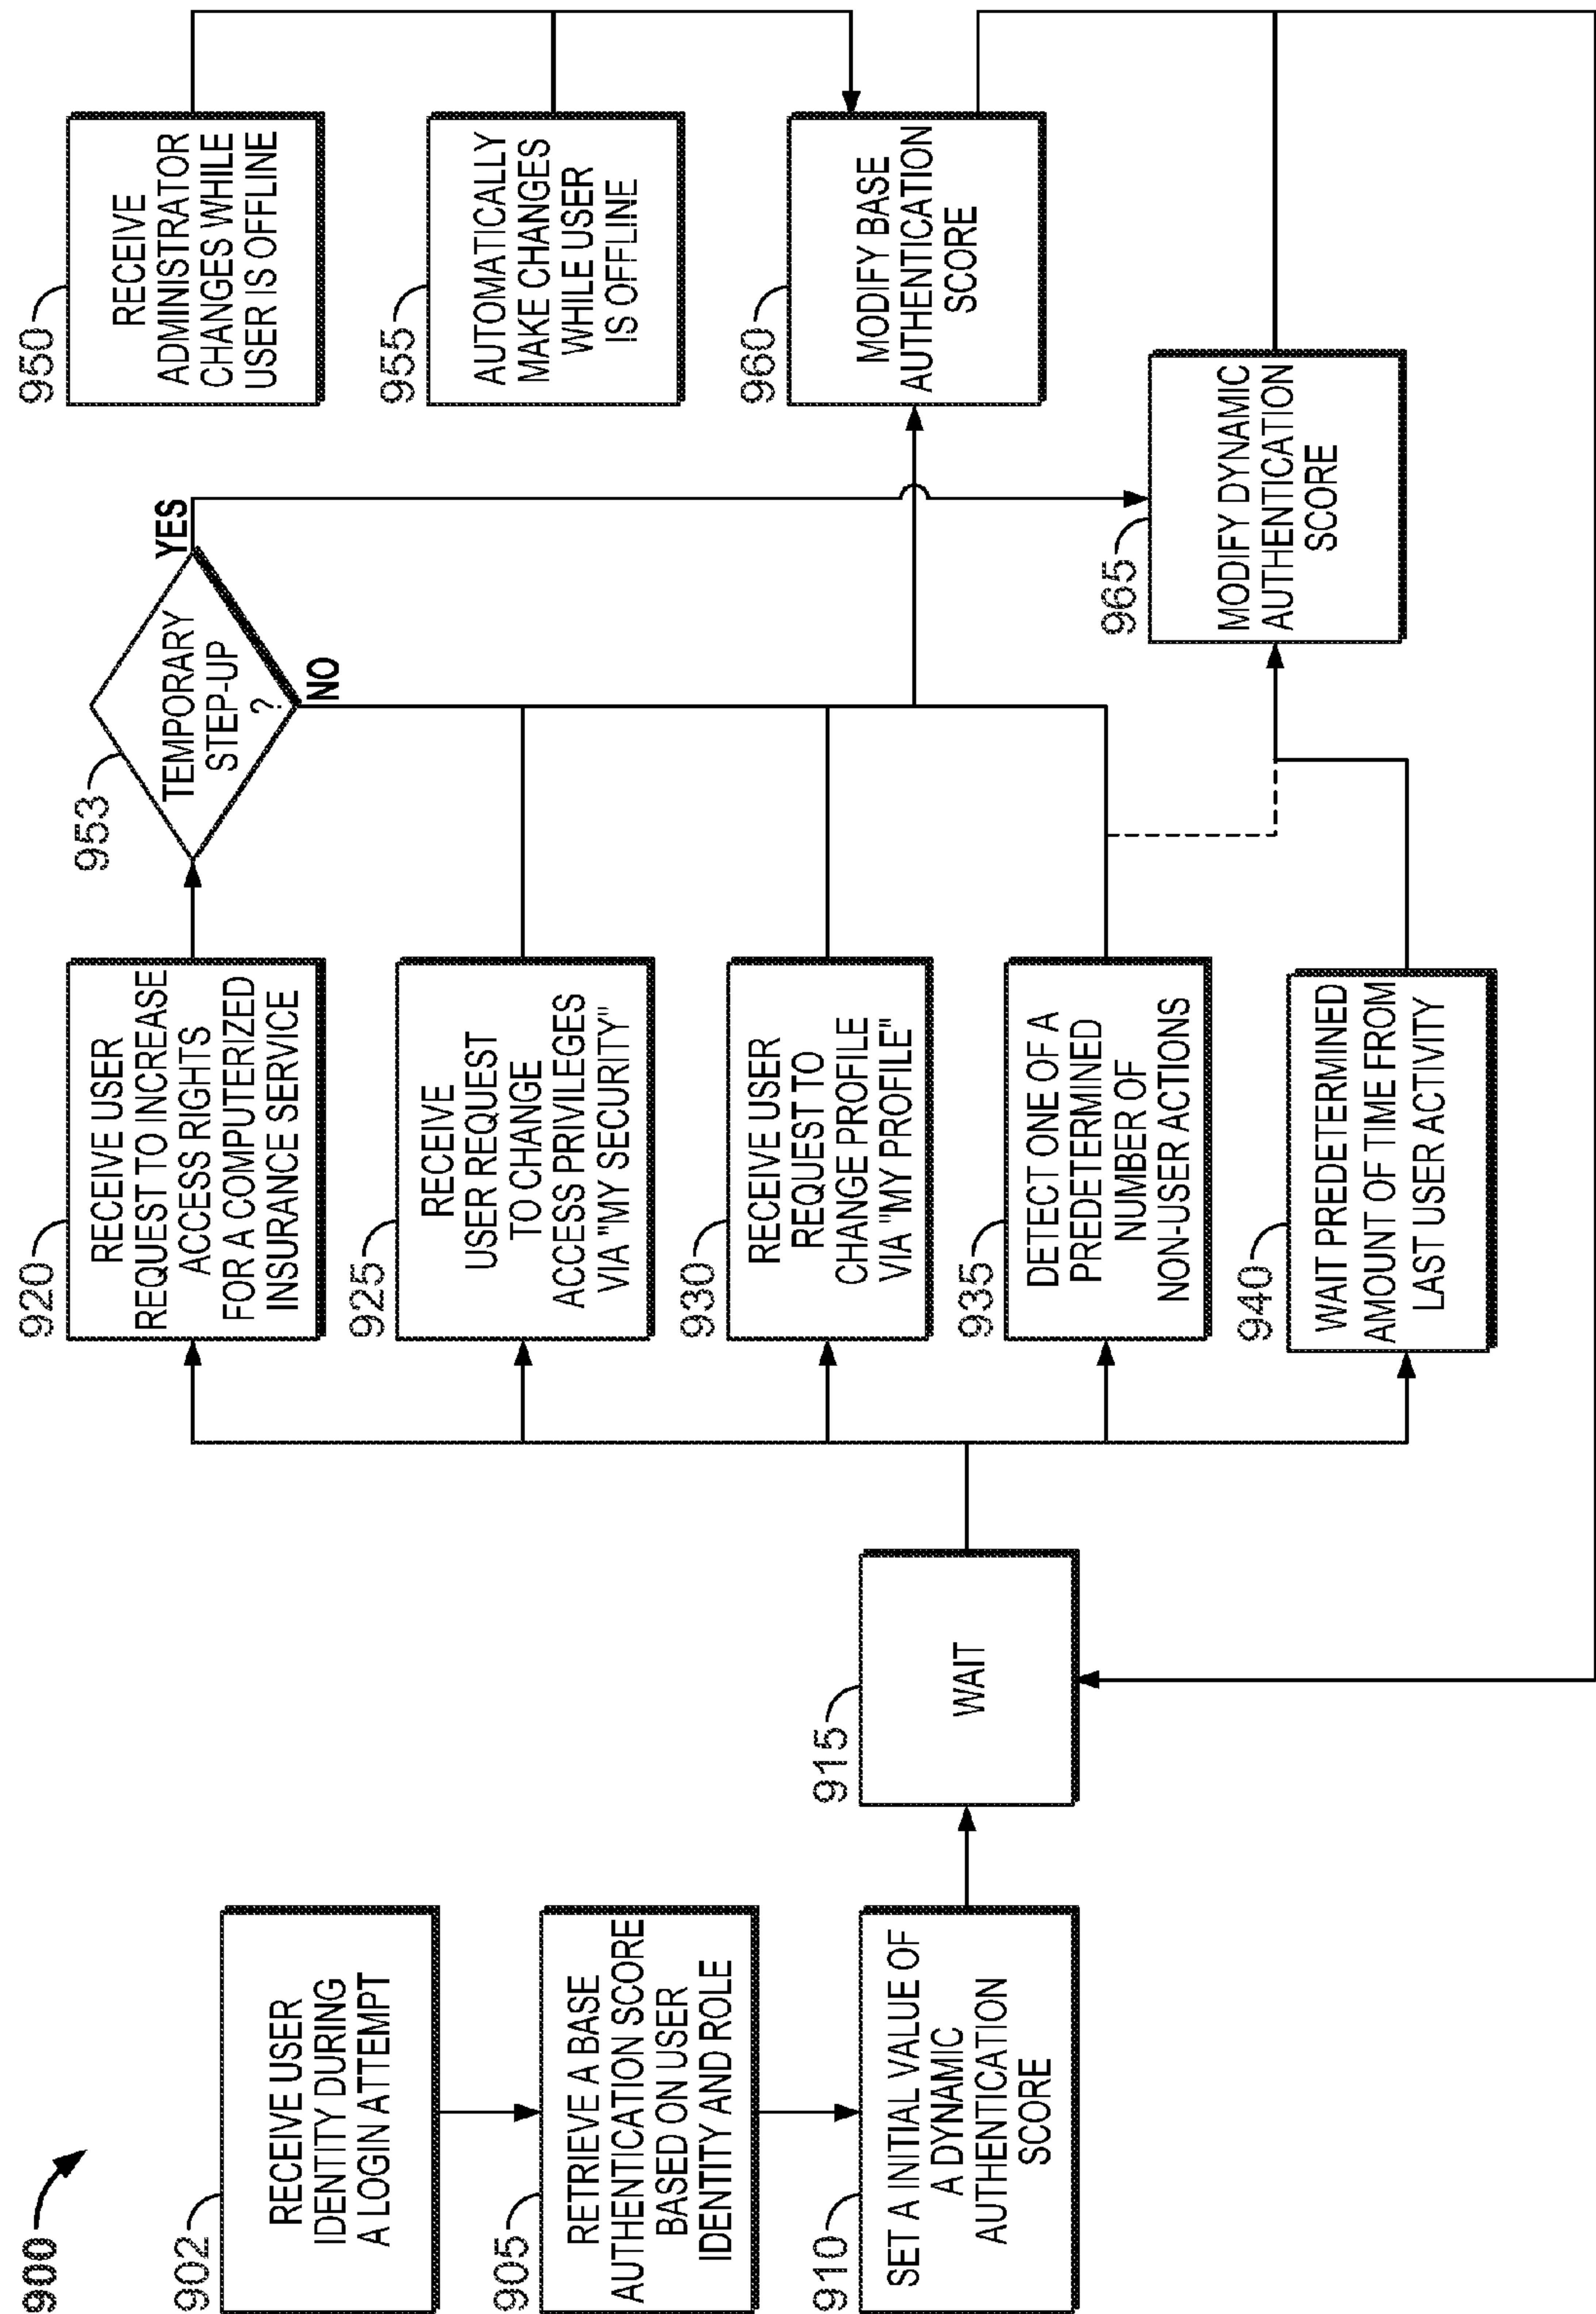 900
902
RECEIVE USER
IDENTITY DURING
A LOGIN ATTEMPT
905
RETRIEVE A BASE
AUTHENTICATION SCORE
BASED ON USER
IDENTITY AND ROLE
910
SET A INITIAL VALUE OF
A DYNAMIC
AUTHENTICATION
SCORE
915
WAIT
920
RECEIVE USER
REQUEST TO INCREASE
ACCESS RIGHTS
FOR A COMPUTERIZED
INSURANCE SERVICE
925
RECEIVE
USER REQUEST
TO CHANGE
ACCESS PRIVILEGES
VIA "MY SECURITY"
930
RECEIVE USER
REQUEST TO
CHANGE PROFILE
VIA "MY PROFILE"
935
DETECT ONE OF A
PREDETERMINED
NUMBER OF
NON-USER ACTIONS
940
WAIT PREDETERMINED
AMOUNT OF TIME FROM
LAST USER ACTIVITY
953
TEMPORARY
STEP-UP
?
YES
NO
950
RECEIVE
ADMINISTRATOR
CHANGES WHILE
USER IS OFFLINE
955
AUTOMATICALLY
MAKE CHANGES
WHILE USER
IS OFFLINE
960
MODIFY BASE
AUTHENTICATION
SCORE
965
MODIFY DYNAMIC
AUTHENTICATION
SCORE